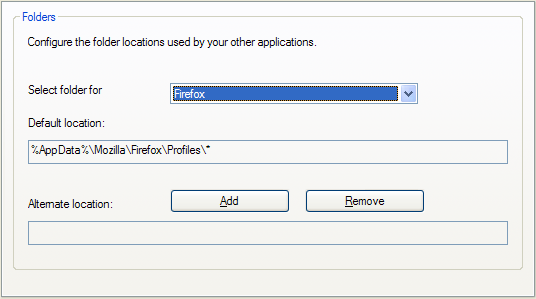 Folders
Configure the folder locations used by your other applications.
Select folder for
Firefox
Default location:
%AppData%\Mozilla\Firefox\Profiles\*
Alternate location:
Add
Remove